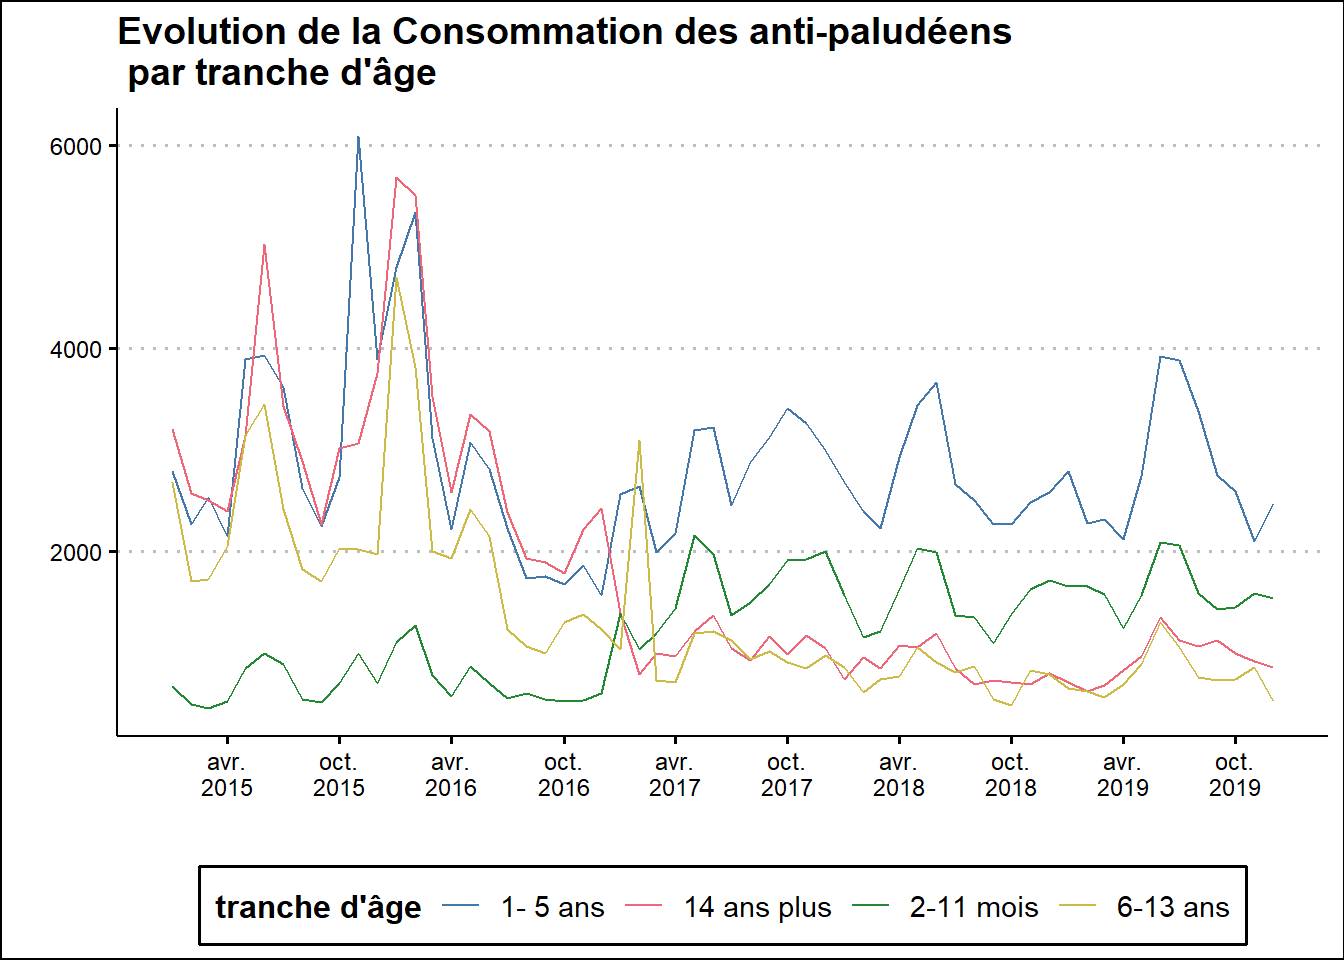 Evolution de la Consommation des anti-paludéens
par tranche d'âge
6000
4000
2000
avr.
2015
oct.
2015
avr.
2016
oct.
2016
avr.
2017
oct.
2017
avr.
2018
oct.
2018
avr.
2019
oct.
2019
tranche d'âge 1- 5 ans 14 ans plus 2-11 mois 6-13 ans